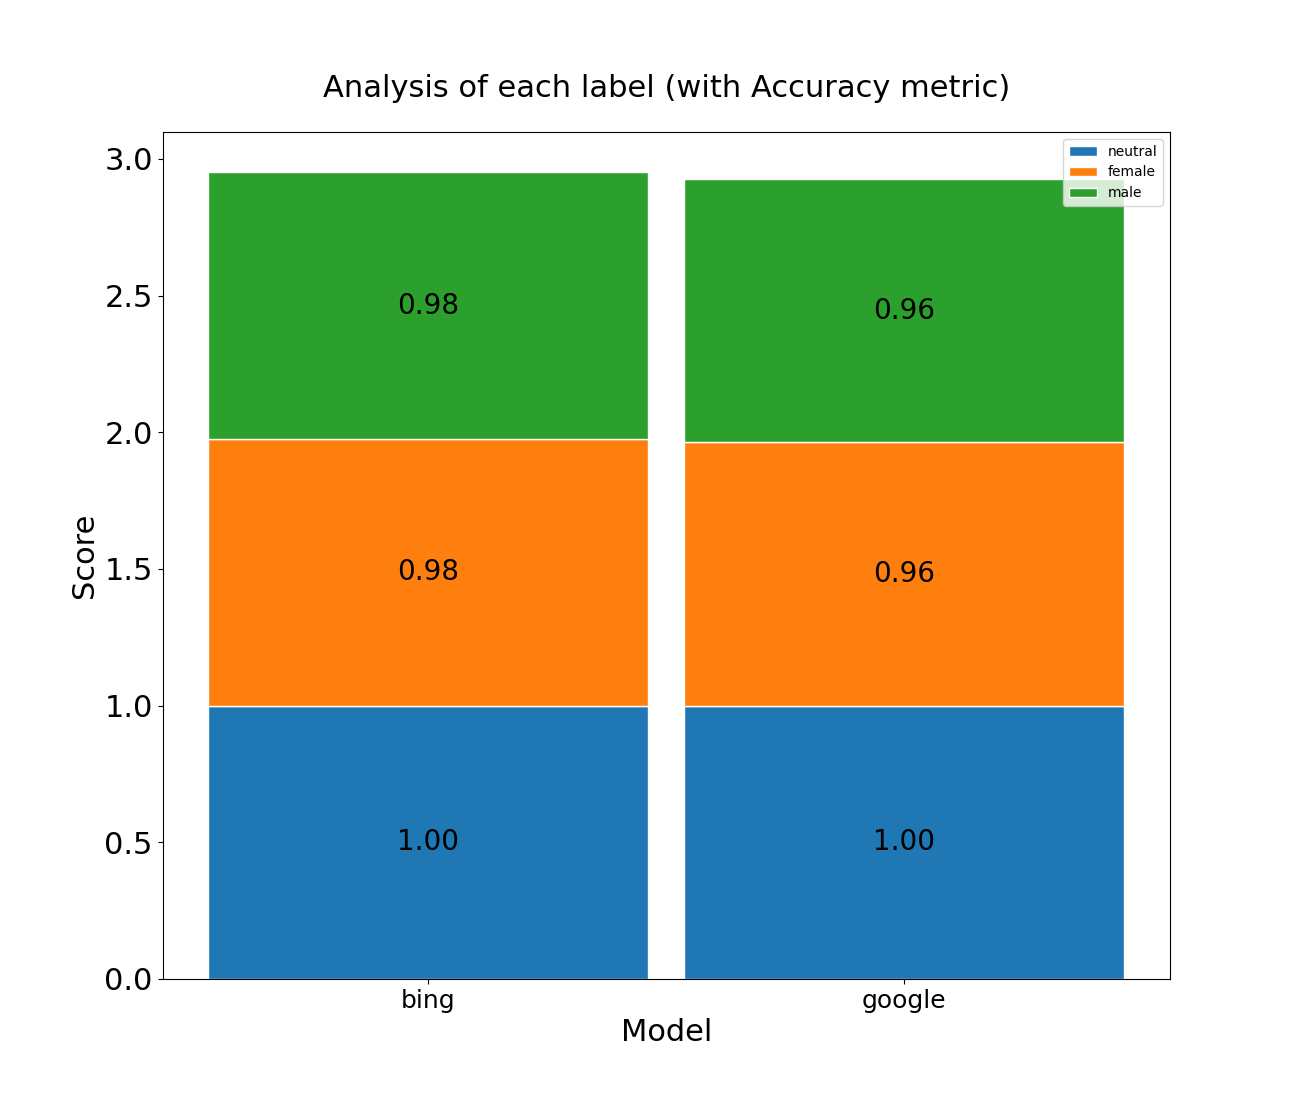 Analysis of each label (with Accuracy metric)
neutral
female
male
3.0
2.5
2.0
1.5
1.0
0.5
0.0
Score
0.98
0.96
0.98
0.96
1.00
1.00
bing
google
Model